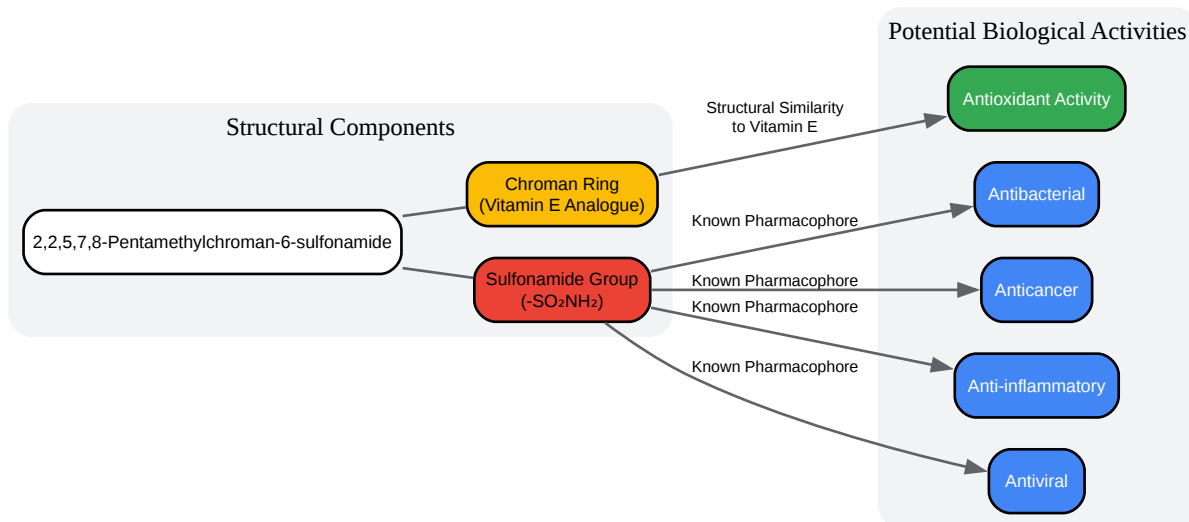 Potential Biological Activities
Structural Components
2,2,5,7,8-Pentamethylchroman-6-sulfonamide
Chroman Ring
(Vitamin E Analogue)
Sulfonamide Group
(-SO₂NH₂)
Structural Similarity
to Vitamin E
Known Pharmacophore
Known Pharmacophore
Known Pharmacophore
Known Pharmacophore
Antioxidant Activity
Antibacterial
Anticancer
Anti-inflammatory
Antiviral